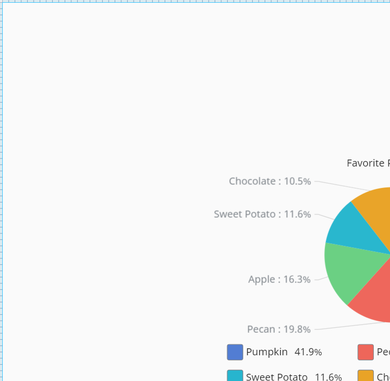 Favorite
Chocolate : 10.5%
Sweet Potato : 11.6%
Apple : 16.3%
Pecan : 19.8%
Pumpkin 41.9%
Sweet Potato 11.6%